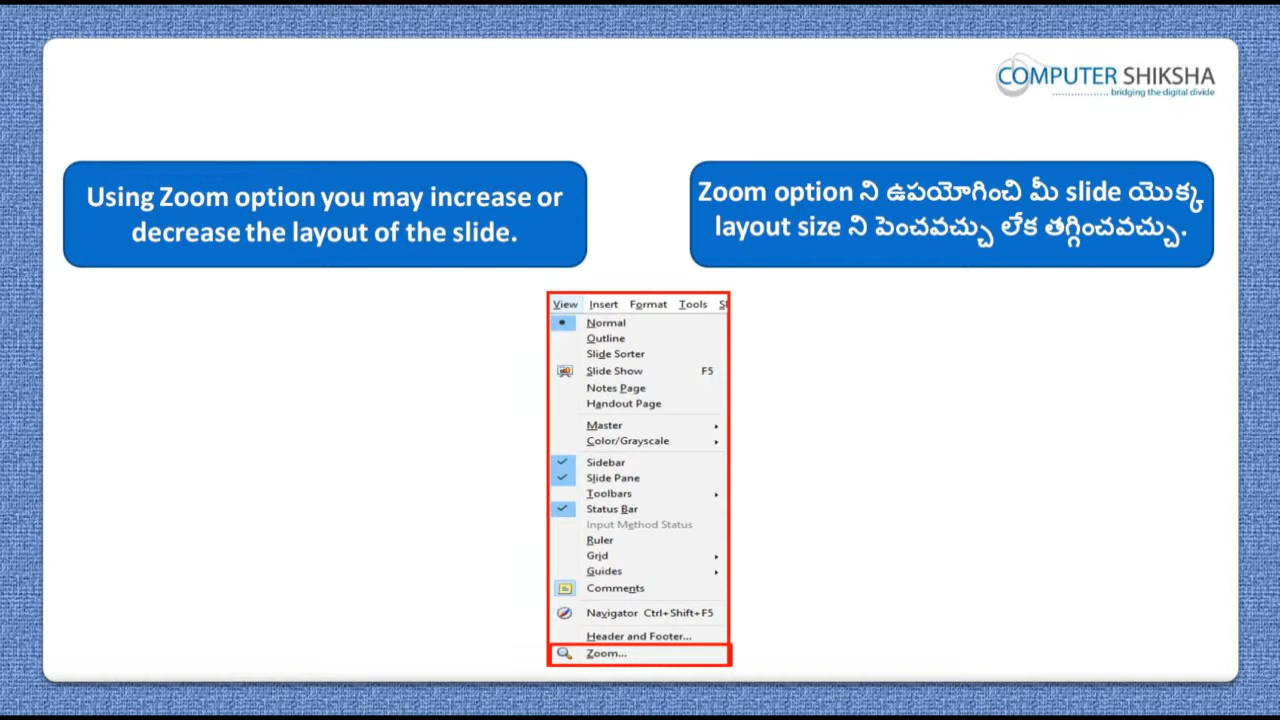 COMPUTER SHIKSHA
bridging the digital divide
Using Zoom option you may increase or
decrease the layout of the slide.
Zoom option ని ఉపయోగించి మీ slide యొక్క
layout size ని పెంచవచ్చు లేక తగ్గించవచ్చు.
View Insert Format Tools Sl
Normal
Outline
Slide Sorter
Slide Show F5
Notes Page
Handout Page
Master
Color/Grayscale
Sidebar
Slide Pane
Toolbars
Status Bar
Input Method Status
Ruler
Grid
Guides
Comments
Navigator Ctrl+Shift+F5
Header and Footer...
Zoom...